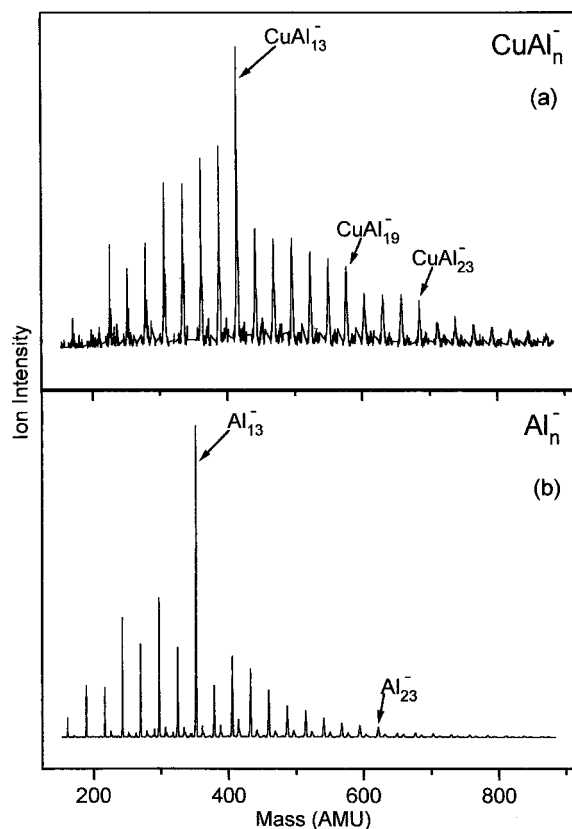 CuAl₁₃⁻
CuAlₙ⁻
(a)
CuAl₁₉⁻
CuAl₂₃⁻
Ion Intensity
Al₁₃⁻
Alₙ⁻
(b)
Al₂₃⁻
200 400 600 800
Mass (AMU)